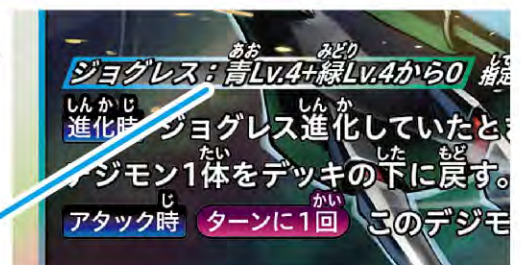 ジョグレス：青Lv.4+緑Lv.4から0 指定
進化時 ジョグレス進化していたとき
デジモン1体をデッキの下に戻す。
アタック時 ターンに1回 このデジモ